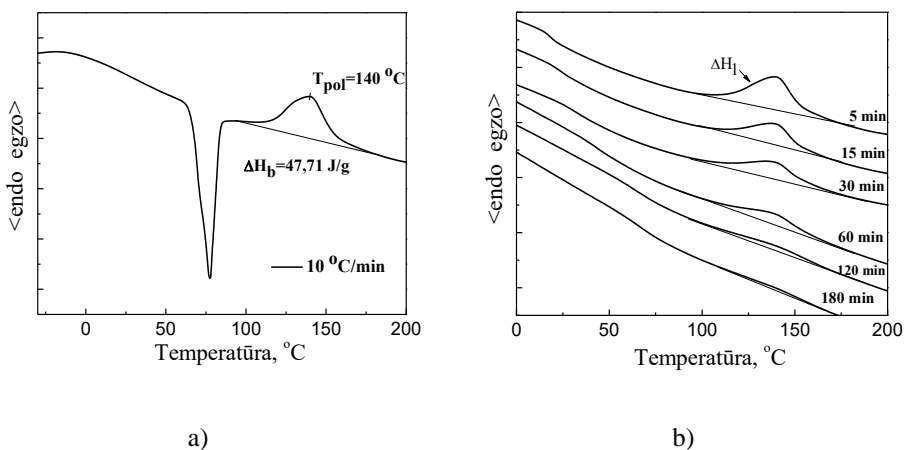 <endo egzo>
T_pol=140 °C
ΔH_b=47,71 J/g
10 °C/min
0 50 100 150 200
Temperatūra, °C
a)
<endo egzo>
ΔH_1
5 min
15 min
30 min
60 min
120 min
180 min
0 50 100 150 200
Temperatūra, °C
b)